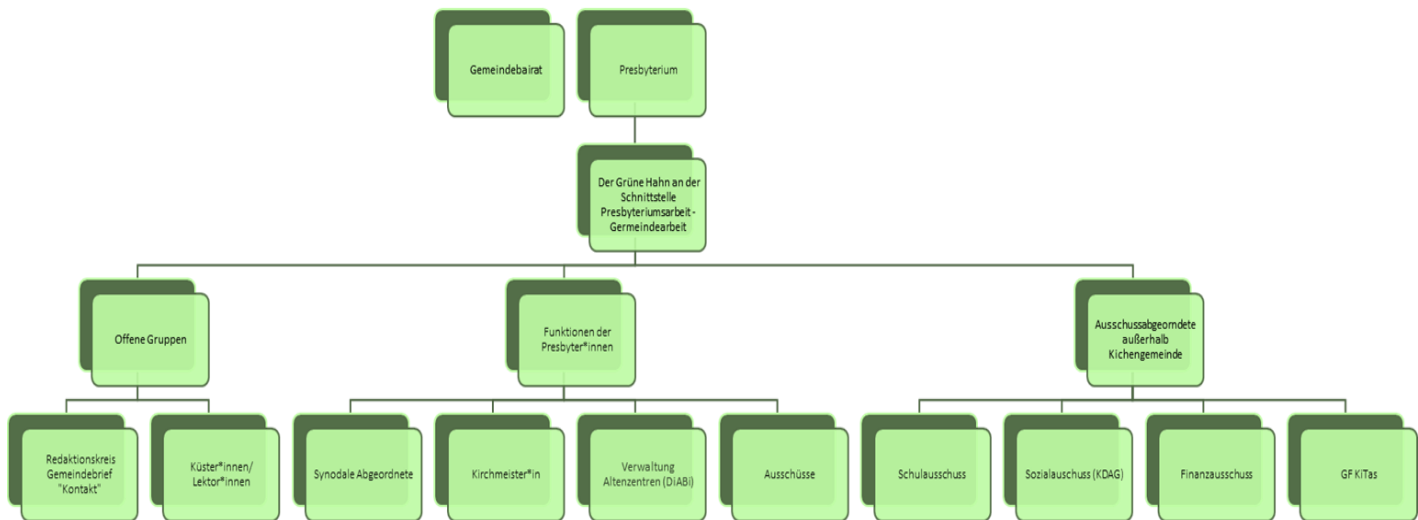 Gemeindebairat
Presbyterium
Der Grüne Hahn an der
Schnittstelle
Presbyteriumsarbeit -
Germeindearbeit
Offene Gruppen
Funktionen der
Presbyter*innen
Ausschussabgeorndete
außerhalb
Kichengemeinde
Redaktionskreis
Gemeindebrief
"Kontakt"
Küster*innen/
Lektor*innen
Synodale Abgeordnete
Kirchmeister*in
Verwaltung
Altenzentren (DiABi)
Ausschüsse
Schulausschuss
Sozialauschuss (KDAG)
Finanzausschuss
GF KiTas